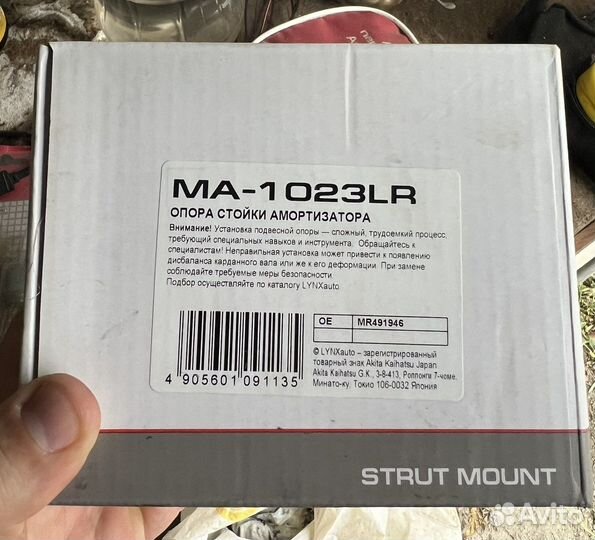 MA-1023LR
ОПОРА СТОЙКИ АМОРТИЗАТОРА
Внимание! Установка подвесной опоры — сложный, трудоемкий процесс,
требующий специальных навыков и инструмента. Обращайтесь к
специалистам! Неправильная установка может привести к появлению
дисбаланса карданного вала или же к его деформации. При замене
соблюдайте требуемые меры безопасности.
Подбор осуществляйте по каталогу LYNXauto
OE MR491946
4 905601 091135
© LYNXauto – зарегистрированный
товарный знак Akita Kaihatsu Japan.
Akita Kaihatsu G.K., 3-8-413, Роппонги 7-чоме,
Минато-ку, Токио 106-0032 Япония
STRUT MOUNT
Avito